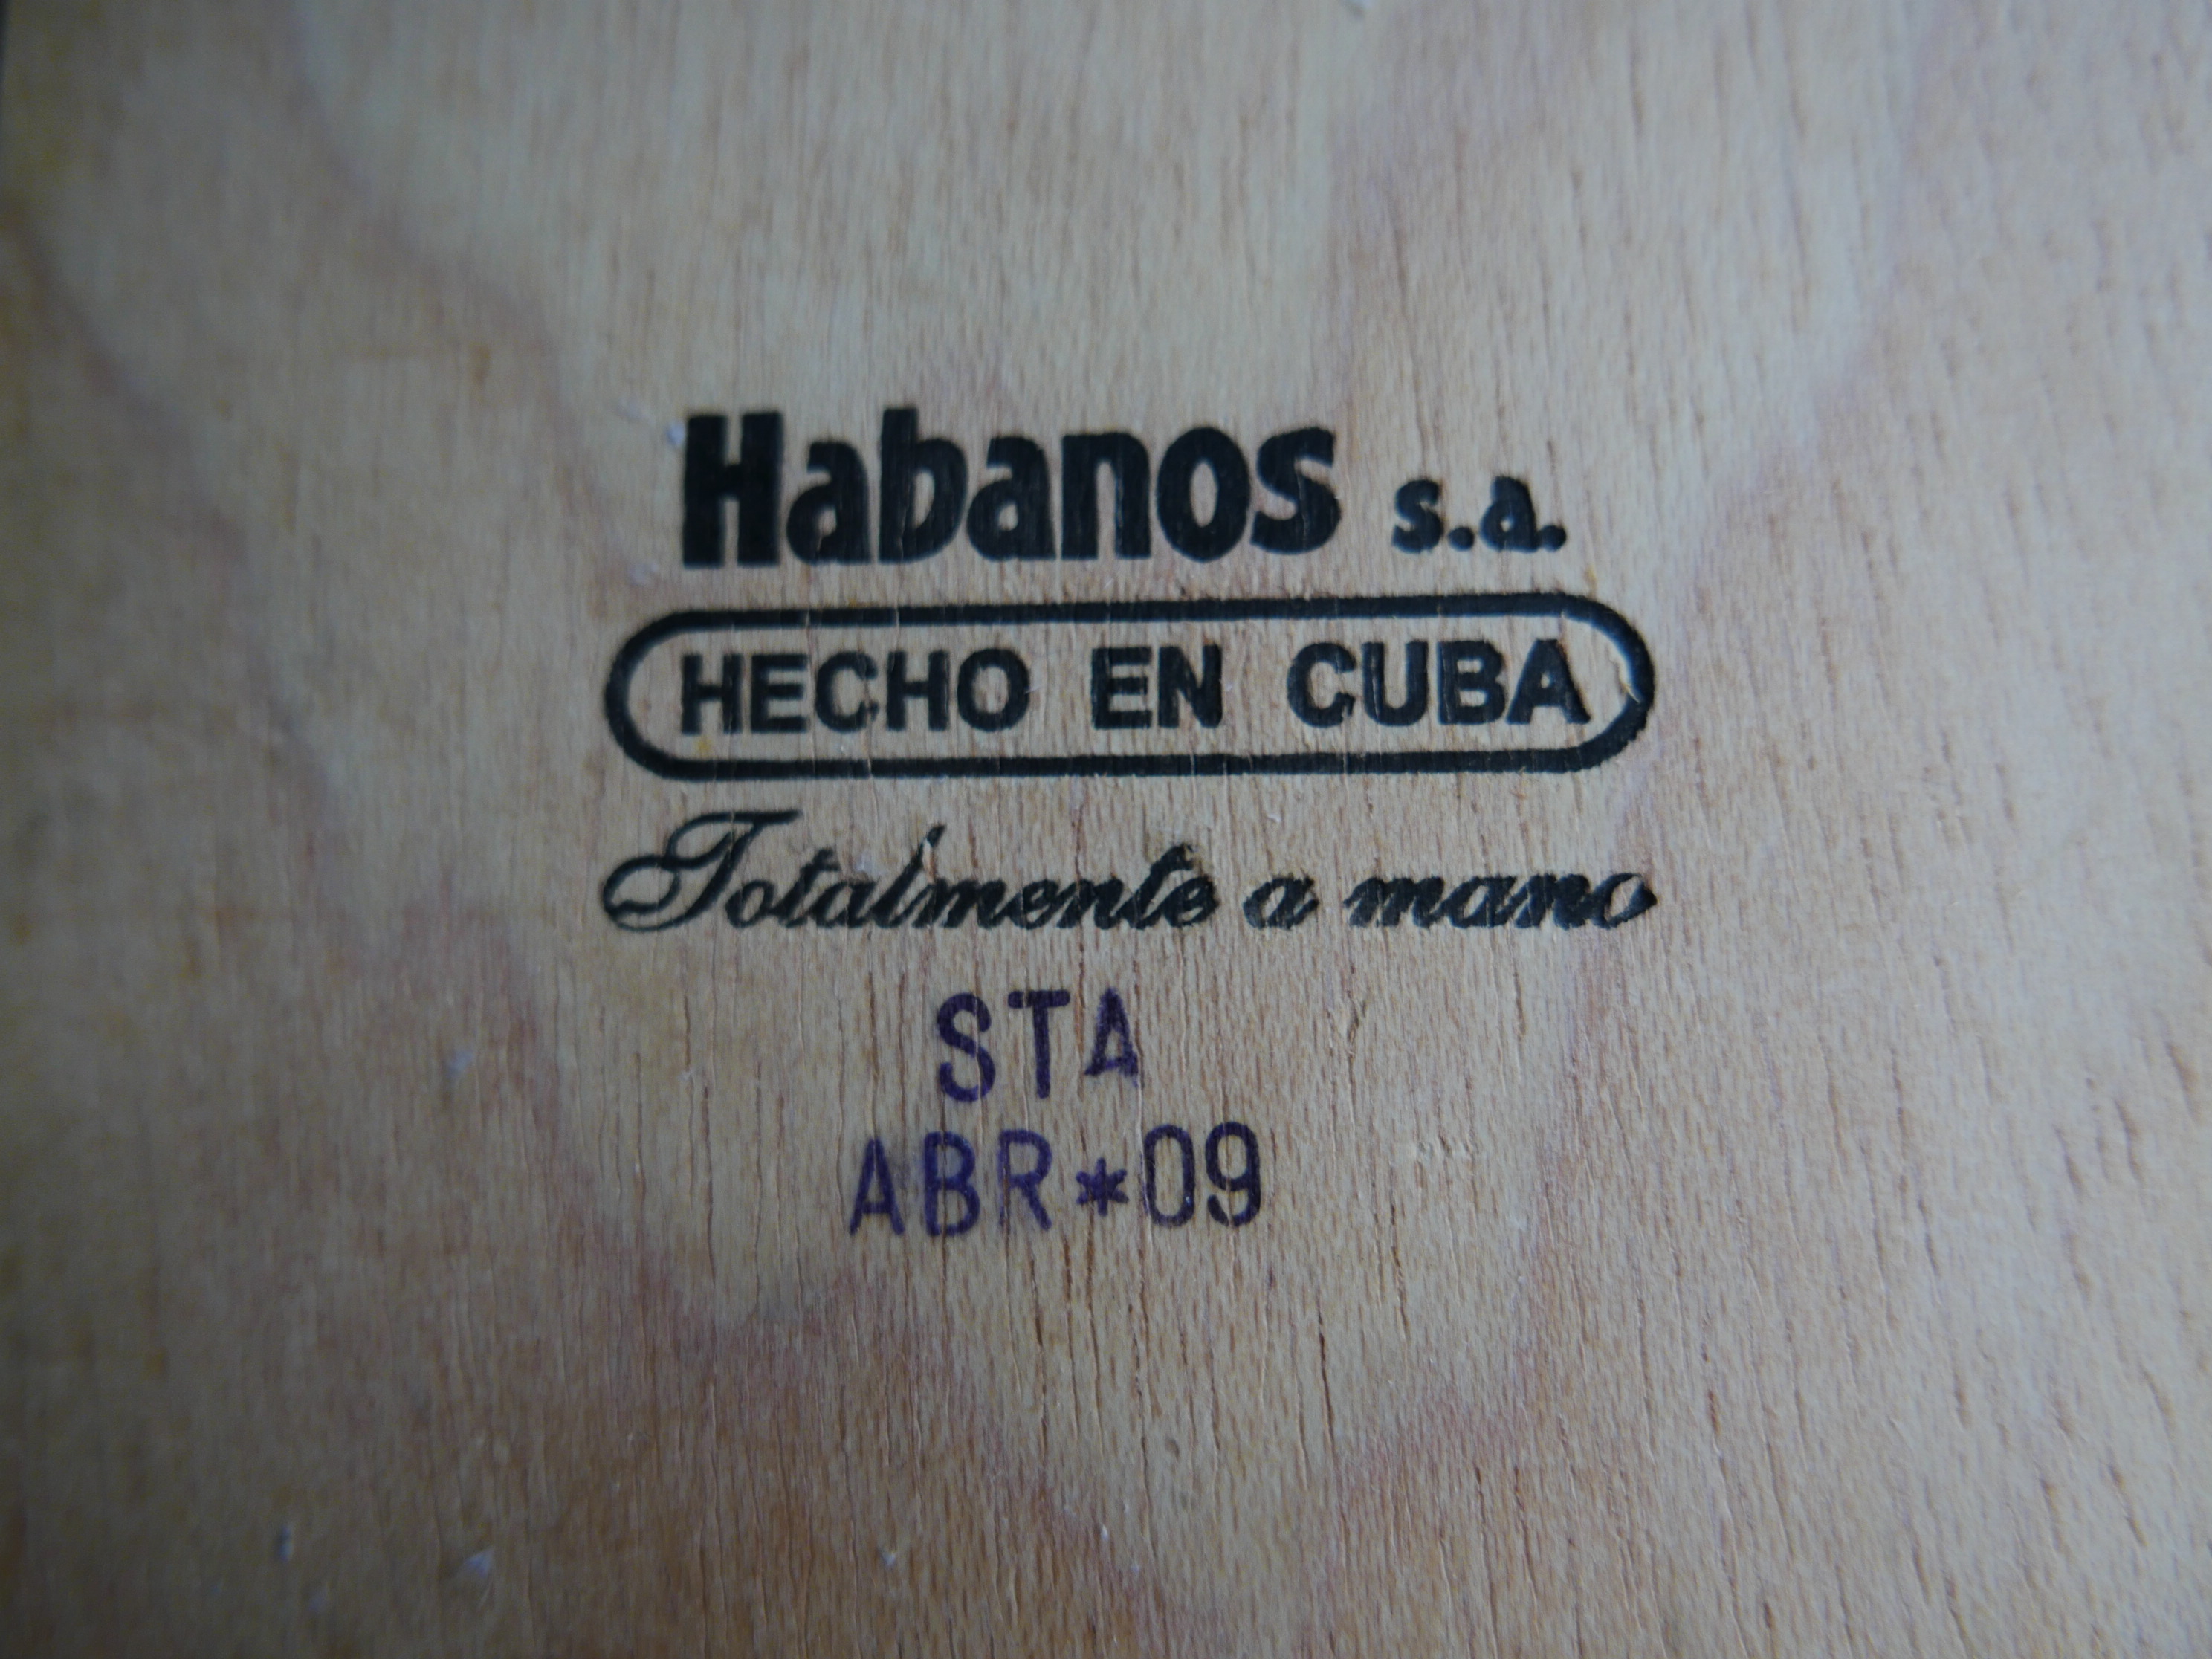 Habanos s.a.
HECHO EN CUBA
Totalmente a mano
STA
ABR*09